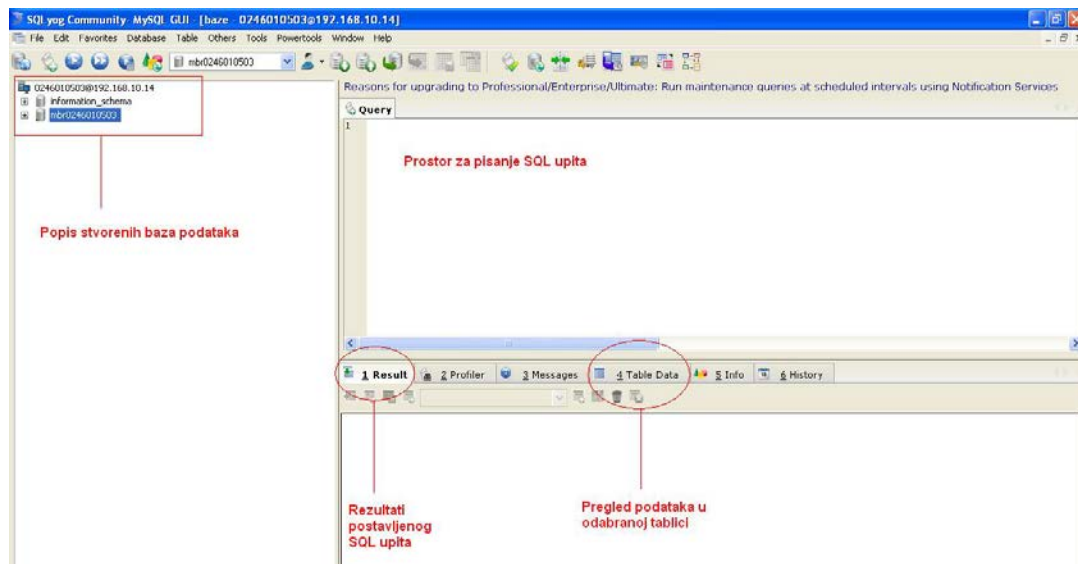 SQLyog Community- MySQL GUI - [baze - 0246010503@192.168.10.14]
File Edit Favorites Database Table Others Tools Powertools Window Help
mbr0246010503
0246010503@192.168.10.14
information_schema
mbr0246010503
Reasons for upgrading to Professional/Enterprise/Ultimate: Run maintenance queries at scheduled intervals using Notification Services
Query
1
Prostor za pisanje SQL upita
Popis stvorenih baza podataka
1 Result 2 Profiler 3 Messages 4 Table Data 5 Info 6 History
Rezultati
postavljenog
SQL upita
Pregled podataka u
odabranoj tablici